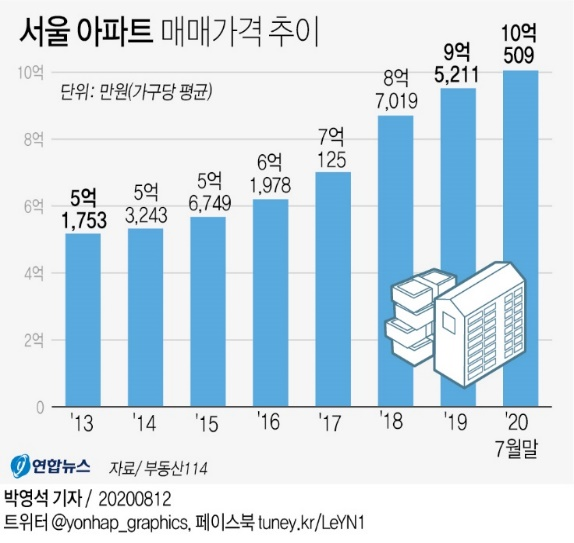 서울 아파트 매매가격 추이
단위: 만원(가구당 평균)
10억
8억
6억
4억
2억
0
5억
1,753
5억
3,243
5억
6,749
6억
1,978
7억
125
8억
7,019
9억
5,211
10억
509
'13 '14 '15 '16 '17 '18 '19 '20
7월말
연합뉴스 자료/ 부동산114
박영석 기자/ 20200812
트위터 @yonhap_graphics, 페이스북 tuney.kr/LeYN1